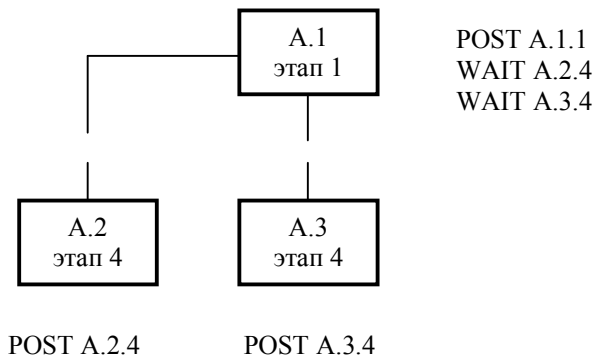 А.1
этап 1
POST A.1.1
WAIT A.2.4
WAIT A.3.4
А.2
этап 4
А.3
этап 4
POST A.2.4
POST A.3.4